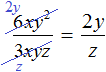 2y
6xy² / 3xyz = 2y / z
z